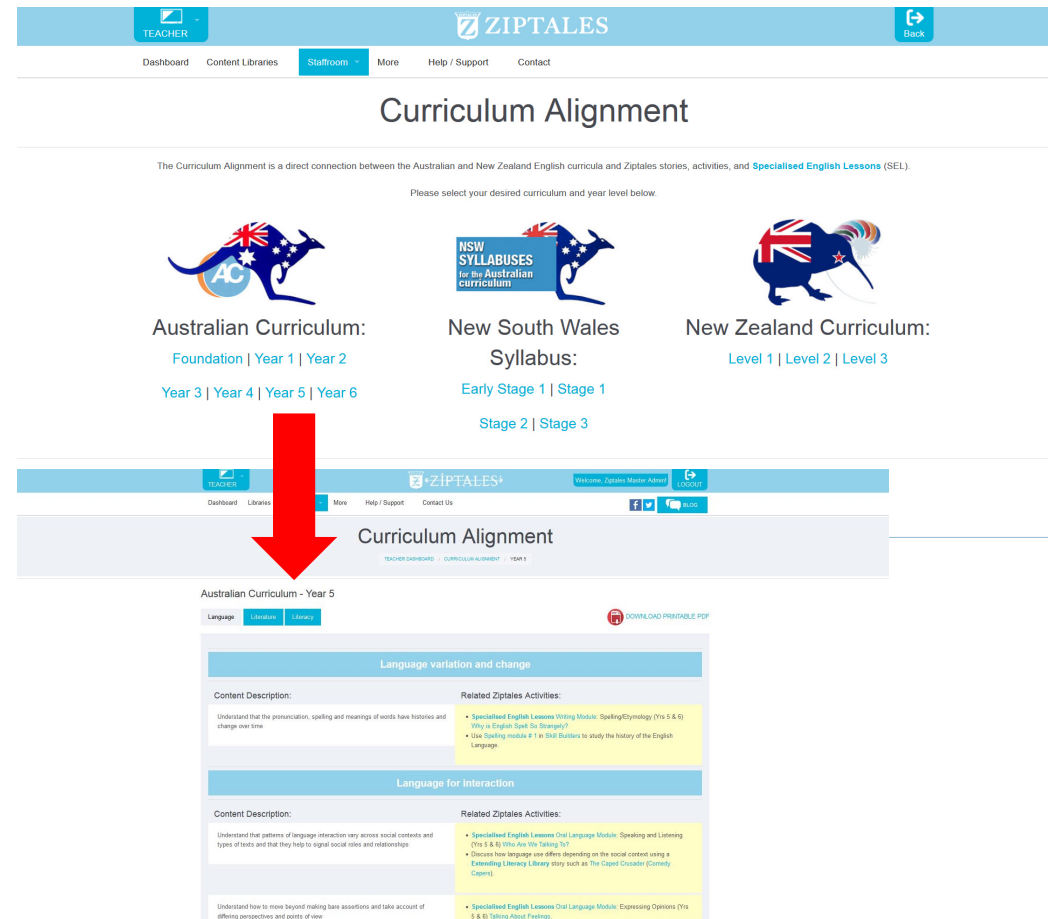 TEACHER
ZIPTALES
Back
Dashboard Content Libraries Staffroom More Help / Support Contact
Curriculum Alignment
The Curriculum Alignment is a direct connection between the Australian and New Zealand English curricula and Ziptales stories, activities, and Specialised English Lessons (SEL).
Please select your desired curriculum and year level below.
AC
NSW
SYLLABUSES
for the Australian
curriculum
Australian Curriculum:
Foundation | Year 1 | Year 2
Year 3 | Year 4 | Year 5 | Year 6
New South Wales
Syllabus:
Early Stage 1 | Stage 1
Stage 2 | Stage 3
New Zealand Curriculum:
Level 1 | Level 2 | Level 3
TEACHER
ZIPTALES
Welcome, Ziptales Master Admin!
LOGOUT
Dashboard Libraries More Help / Support Contact Us
BLOG
Curriculum Alignment
TEACHER DASHBOARD / CURRICULUM ALIGNMENT / YEAR 5
Australian Curriculum - Year 5
Language Literature Literacy
DOWNLOAD PRINTABLE PDF
Language variation and change
Content Description:
Related Ziptales Activities:
Understand that the pronunciation, spelling and meanings of words have histories and
change over time
• Specialised English Lessons Writing Module: Spelling/Etymology (Yrs 5 & 6)
Why is English Spelt So Strangely?
• Use Spelling module # 1 in Skill Builders to study the history of the English
Language.
Language for interaction
Content Description:
Related Ziptales Activities:
Understand that patterns of language interaction vary across social contexts and
types of texts and that they help to signal social roles and relationships
• Specialised English Lessons Oral Language Module: Speaking and Listening
(Yrs 5 & 6) Who Are We Talking To?
• Discuss how language use differs depending on the social context using a
Extending Literacy Library story such as The Caped Crusader (Comedy
Capers).
Understand how to move beyond making bare assertions and take account of
differing perspectives and points of view
• Specialised English Lessons Oral Language Module: Expressing Opinions (Yrs
5 & 6) Talking About Feelings.